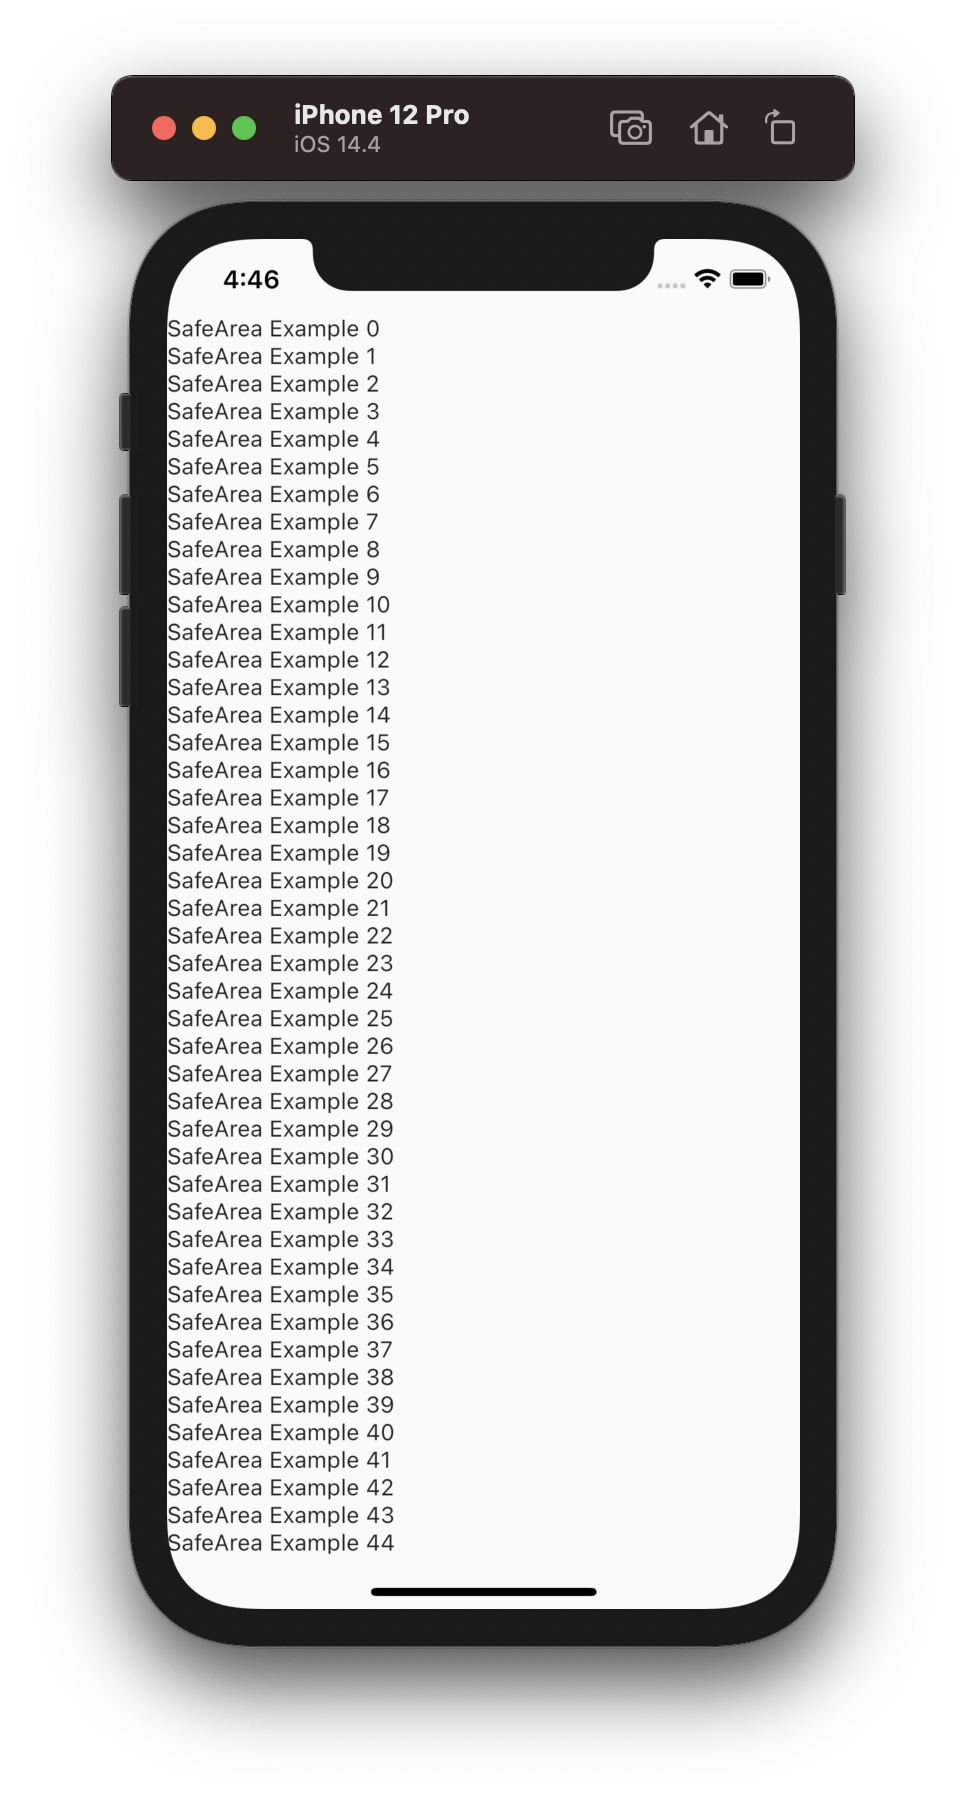 iPhone 12 Pro
iOS 14.4
4:46
SafeArea Example 0
SafeArea Example 1
SafeArea Example 2
SafeArea Example 3
SafeArea Example 4
SafeArea Example 5
SafeArea Example 6
SafeArea Example 7
SafeArea Example 8
SafeArea Example 9
SafeArea Example 10
SafeArea Example 11
SafeArea Example 12
SafeArea Example 13
SafeArea Example 14
SafeArea Example 15
SafeArea Example 16
SafeArea Example 17
SafeArea Example 18
SafeArea Example 19
SafeArea Example 20
SafeArea Example 21
SafeArea Example 22
SafeArea Example 23
SafeArea Example 24
SafeArea Example 25
SafeArea Example 26
SafeArea Example 27
SafeArea Example 28
SafeArea Example 29
SafeArea Example 30
SafeArea Example 31
SafeArea Example 32
SafeArea Example 33
SafeArea Example 34
SafeArea Example 35
SafeArea Example 36
SafeArea Example 37
SafeArea Example 38
SafeArea Example 39
SafeArea Example 40
SafeArea Example 41
SafeArea Example 42
SafeArea Example 43
SafeArea Example 44